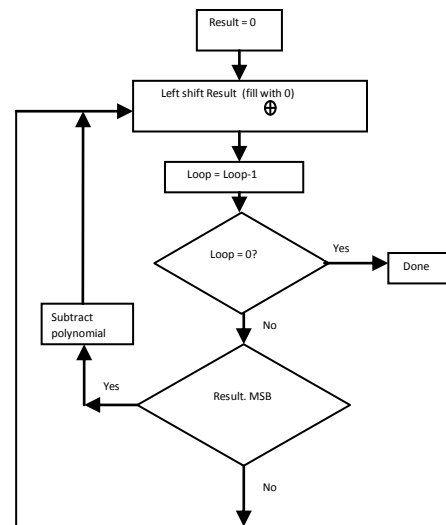 Result = 0
Left shift Result (fill with 0)
⊕
Loop = Loop-1
Loop = 0?
Yes
Done
No
Subtract
polynomial
Yes
Result. MSB
No